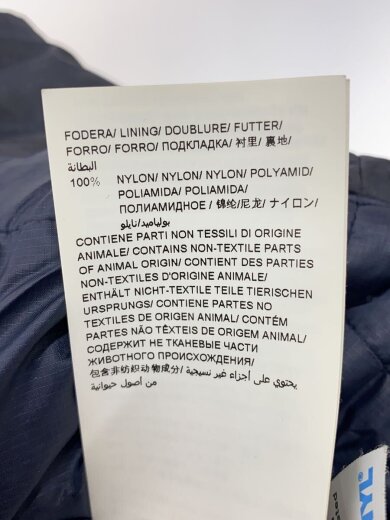 FODERA/ LINING/ DOUBLURE/ FUTTER/
FORRO/ FORRO/ ПОДКЛАДКА/ 衬里/ 裏地/
البطانة
100% NYLON/ NYLON/ NYLON/ POLYAMID/
POLIAMIDA/ POLIAMIDA/
ПОЛИАМИДНОЕ / 锦纶/尼龙/ ナイロン/
بولياميد/نايلو
CONTIENE PARTI NON TESSILI DI ORIGINE
ANIMALE/ CONTAINS NON-TEXTILE PARTS
OF ANIMAL ORIGIN/ CONTIENT DES PARTIES
NON-TEXTILES D'ORIGINE ANIMALE/
ENTHÄLT NICHT-TEXTILE TEILE TIERISCHEN
URSPRUNGS/ CONTIENE PARTES NO
TEXTILES DE ORIGEN ANIMAL/ CONTÉM
PARTES NÃO TÊXTEIS DE ORIGEM ANIMAL/
СОДЕРЖИТ НЕ ТКАНЕВЫЕ ЧАСТИ
ЖИВОТНОГО ПРОИСХОЖДЕНИЯ/
包含非纺织动物成分/ يحتوي على أجزاء غير نسيجية
من أصول حيوانية